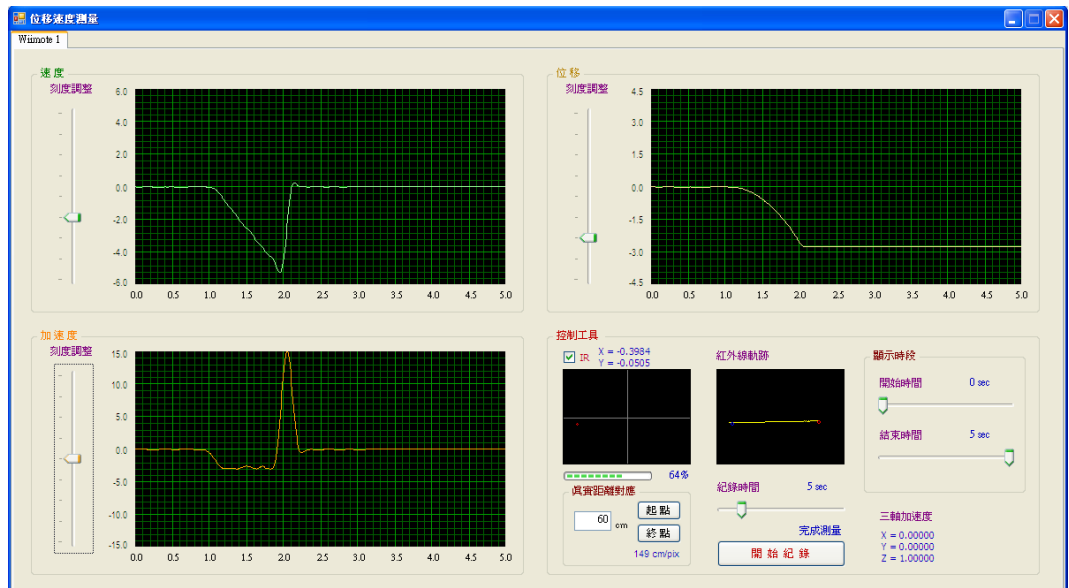 位移速度測量
Wiimote 1
速度
刻度調整
6.0
4.0
2.0
0.0
-2.0
-4.0
-6.0
0.0 0.5 1.0 1.5 2.0 2.5 3.0 3.5 4.0 4.5 5.0
位移
刻度調整
4.5
3.0
1.5
0.0
-1.5
-3.0
-4.5
0.0 0.5 1.0 1.5 2.0 2.5 3.0 3.5 4.0 4.5 5.0
加速度
刻度調整
15.0
10.0
5.0
0.0
-5.0
-10.0
-15.0
0.0 0.5 1.0 1.5 2.0 2.5 3.0 3.5 4.0 4.5 5.0
控制工具
IR
X = -0.3984
Y = -0.0505
64%
真實距離對應
60 cm
起點
終點
149 cm/pix
紅外線軌跡
紀錄時間 5 sec
完成測量
開始紀錄
顯示時段
開始時間 0 sec
結束時間 5 sec
三軸加速度
X = 0.00000
Y = 0.00000
Z = 1.00000